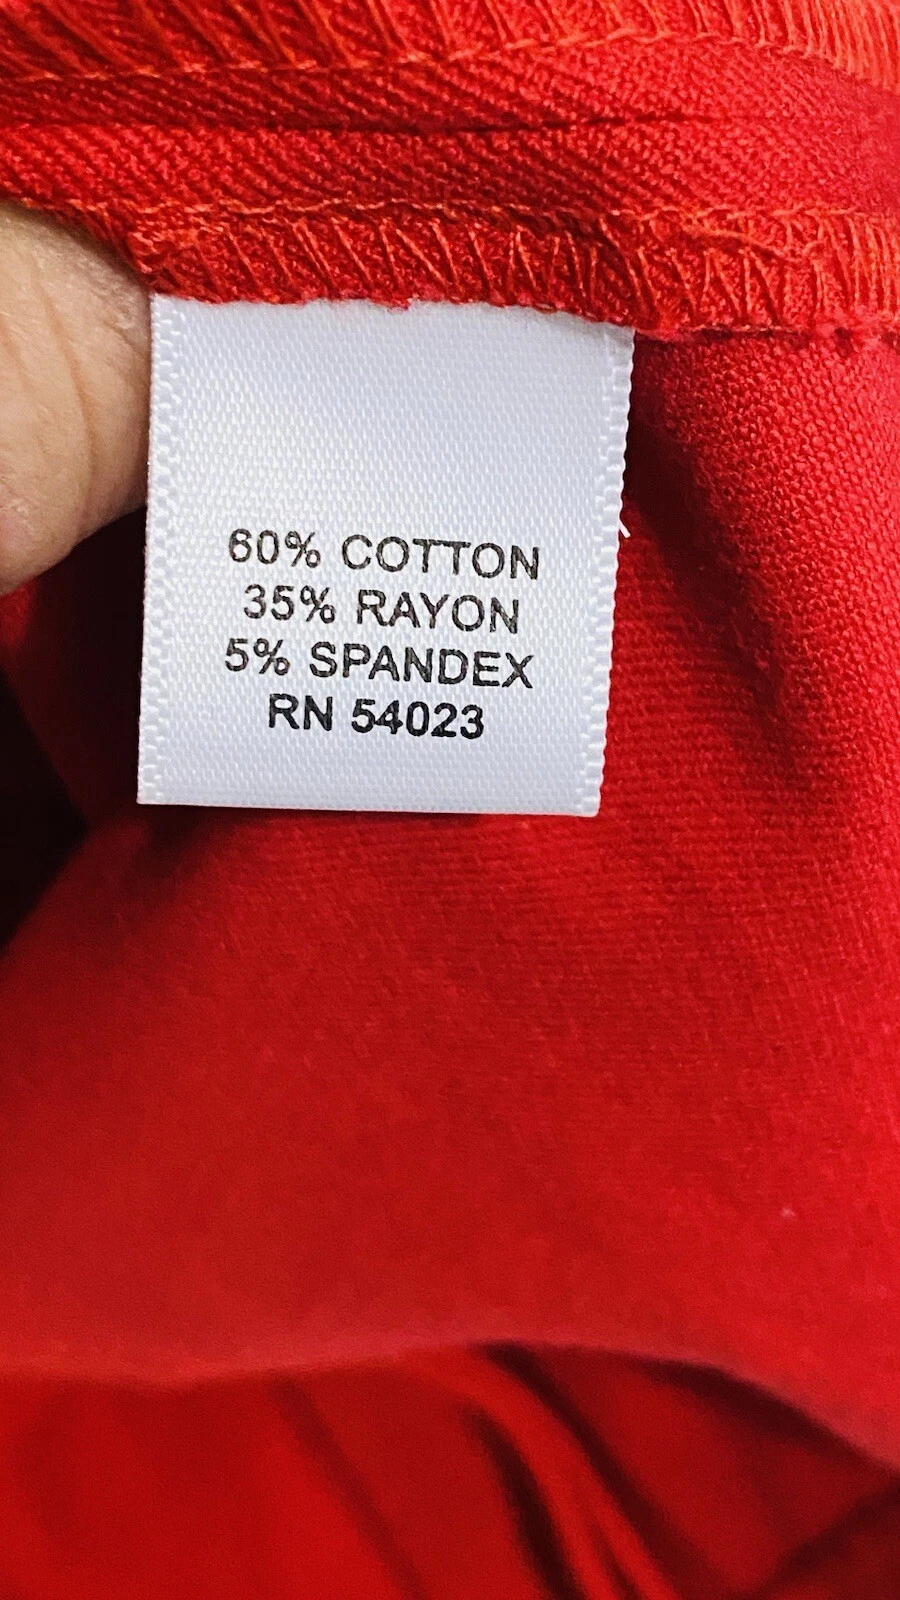 60% COTTON
35% RAYON
5% SPANDEX
RN 54023